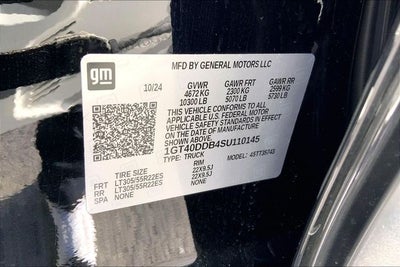 gm
MFD BY GENERAL MOTORS LLC
10/24 GVWR GAWR FRT GAWR RR
4672 KG 2300 KG 2599 KG
10300 LB 5070 LB 5730 LB
THIS VEHICLE CONFORMS TO ALL
APPLICABLE U.S. FEDERAL MOTOR
VEHICLE SAFETY STANDARDS IN
EFFECT ON THE DATE OF
MANUFACTURE SHOWN ABOVE.
1GT40DDB4SU110145
TYPE: TRUCK MODEL:
TIRE SIZE RIM
FRT LT305/55R22ES 22X9.5J
RR LT305/55R22ES 22X9.5J
SPA NONE NONE